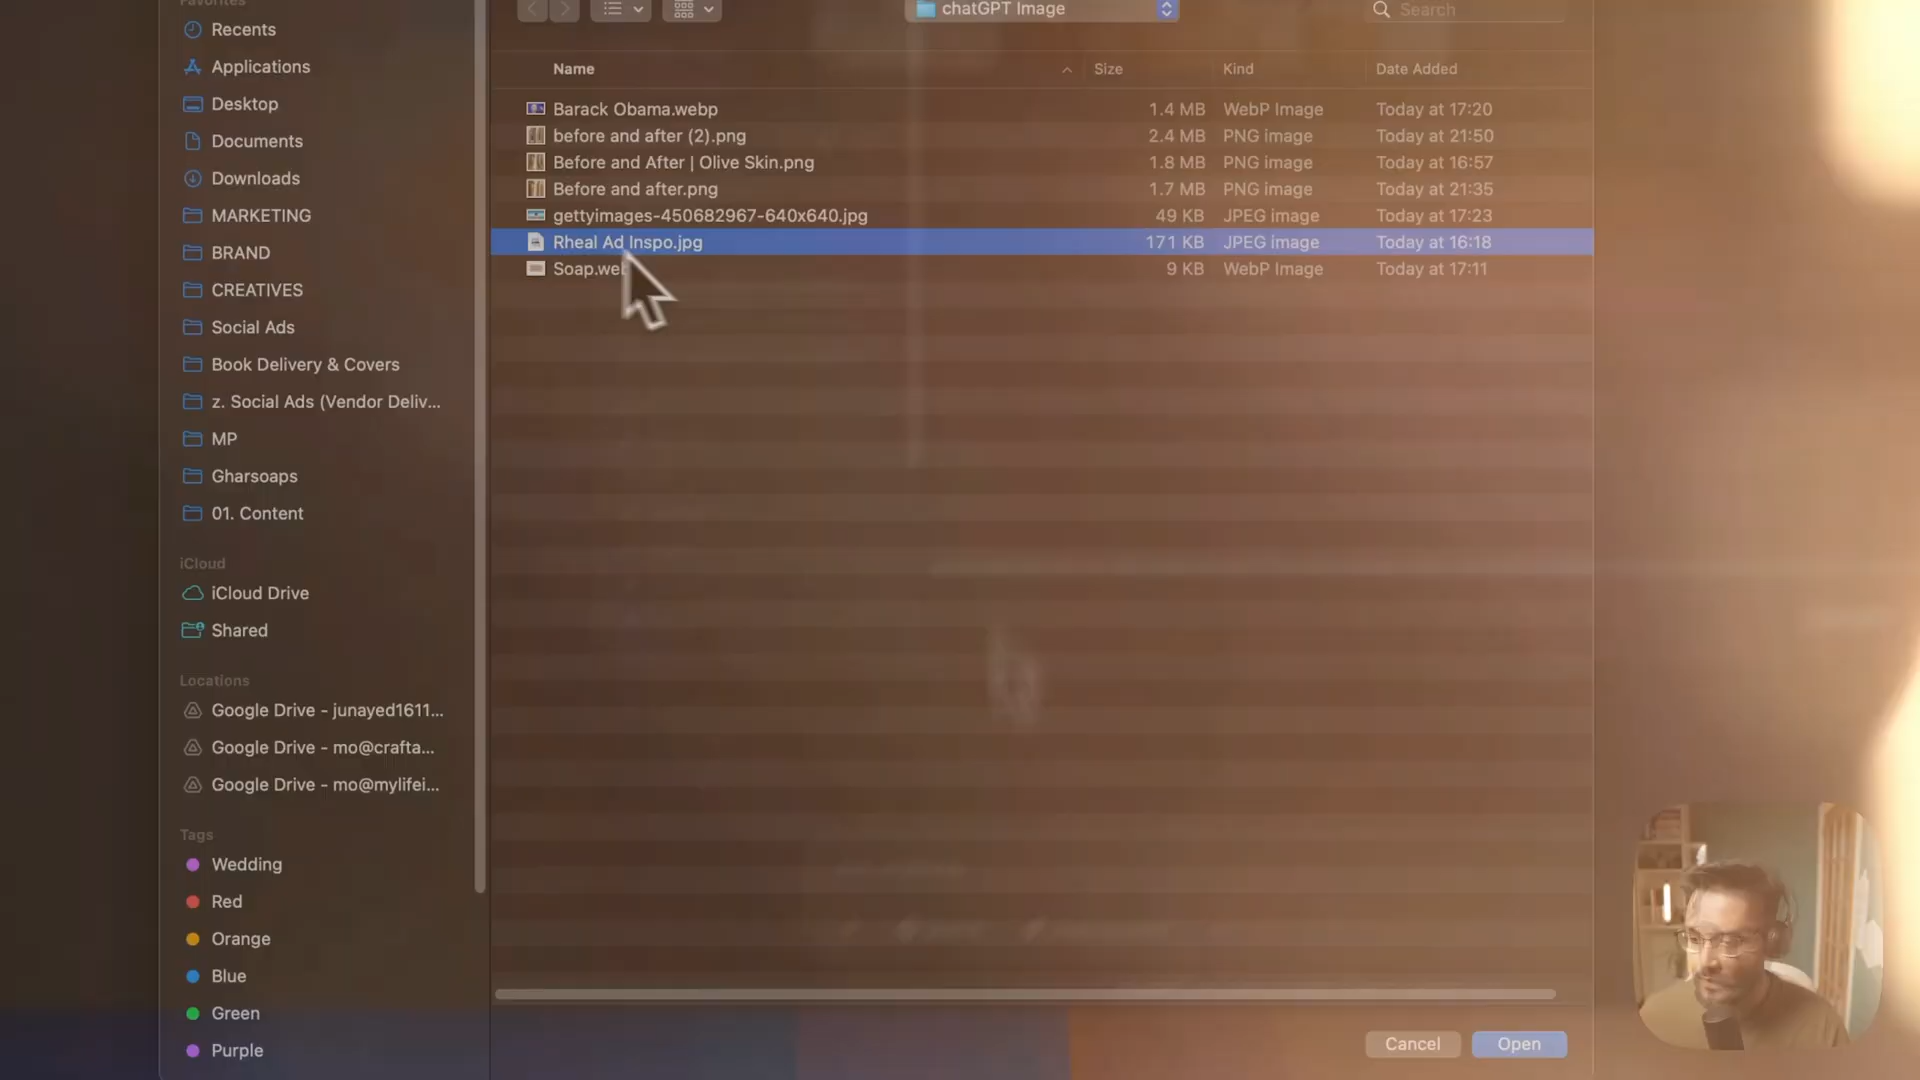 Favorites
Recents
Applications
Desktop
Documents
Downloads
MARKETING
BRAND
CREATIVES
Social Ads
Book Delivery & Covers
z. Social Ads (Vendor Deliv...
MP
Gharsoaps
01. Content
iCloud
iCloud Drive
Shared
Locations
Google Drive - junayed1611...
Google Drive - mo@crafta...
Google Drive - mo@mylifei...
Tags
Wedding
Red
Orange
Blue
Green
Purple
chatGPT Image
Search
Name Size Kind Date Added
Barack Obama.webp 1.4 MB WebP Image Today at 17:20
before and after (2).png 2.4 MB PNG image Today at 21:50
Before and After | Olive Skin.png 1.8 MB PNG image Today at 16:57
Before and after.png 1.7 MB PNG image Today at 21:35
gettyimages-450682967-640x640.jpg 49 KB JPEG image Today at 17:23
Rheal Ad Inspo.jpg 171 KB JPEG image Today at 16:18
Soap.we 9 KB WebP Image Today at 17:11
Cancel
Open